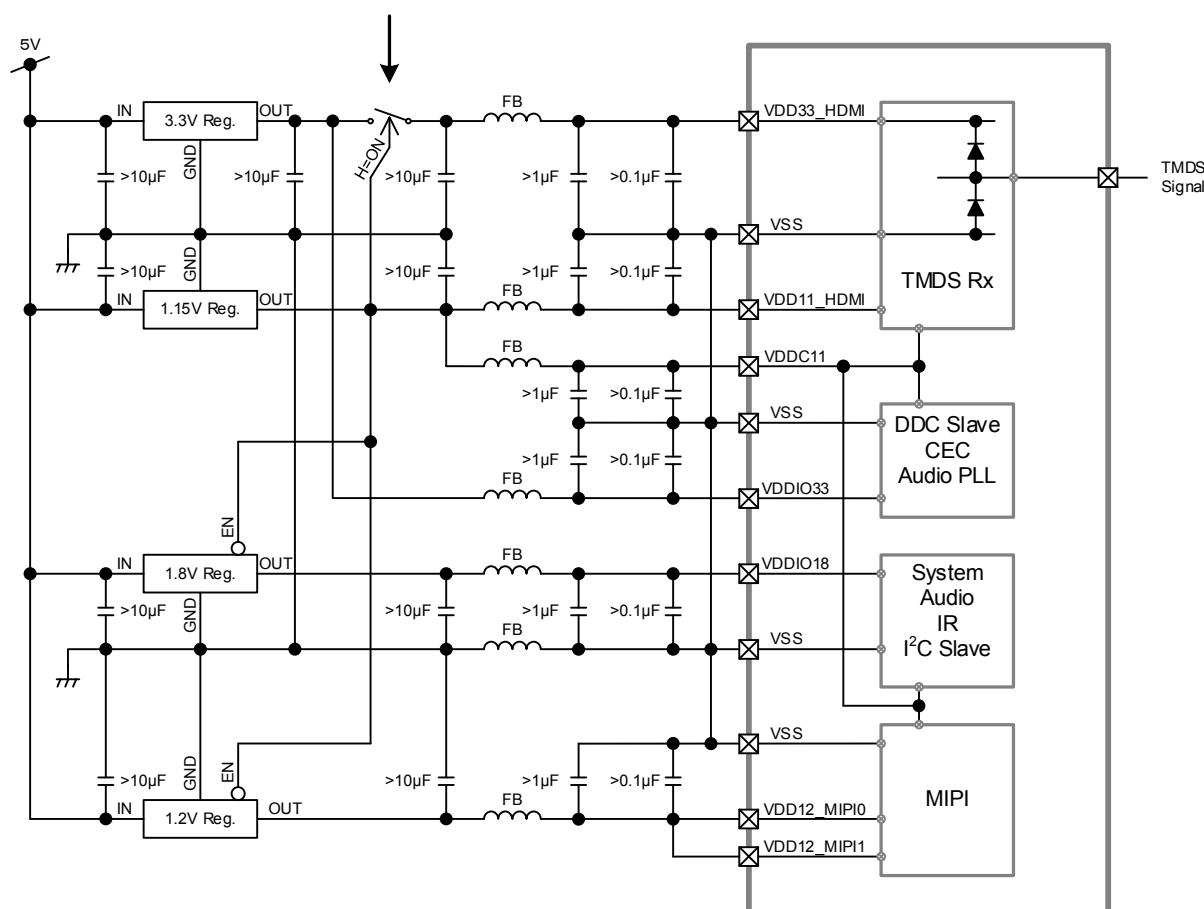 5V
IN
3.3V Reg.
OUT
FB
VDD33_HDMI
H=ON
GND
>10µF
>10µF
>10µF
>1µF
>0.1µF
TMDS
Signal
VSS
GND
>10µF
>10µF
>1µF
>0.1µF
TMDS Rx
IN
1.15V Reg.
OUT
FB
VDD11_HDMI
FB
VDDC11
>1µF
>0.1µF
VSS
DDC Slave
CEC
Audio PLL
>1µF
>0.1µF
FB
VDDIO33
EN
IN
1.8V Reg.
OUT
FB
VDDIO18
System
Audio
IR
I²C Slave
GND
>10µF
>10µF
>1µF
>0.1µF
FB
VSS
VSS
GND
EN
>10µF
>10µF
>1µF
>0.1µF
MIPI
IN
1.2V Reg.
OUT
FB
VDD12_MIPI0
VDD12_MIPI1